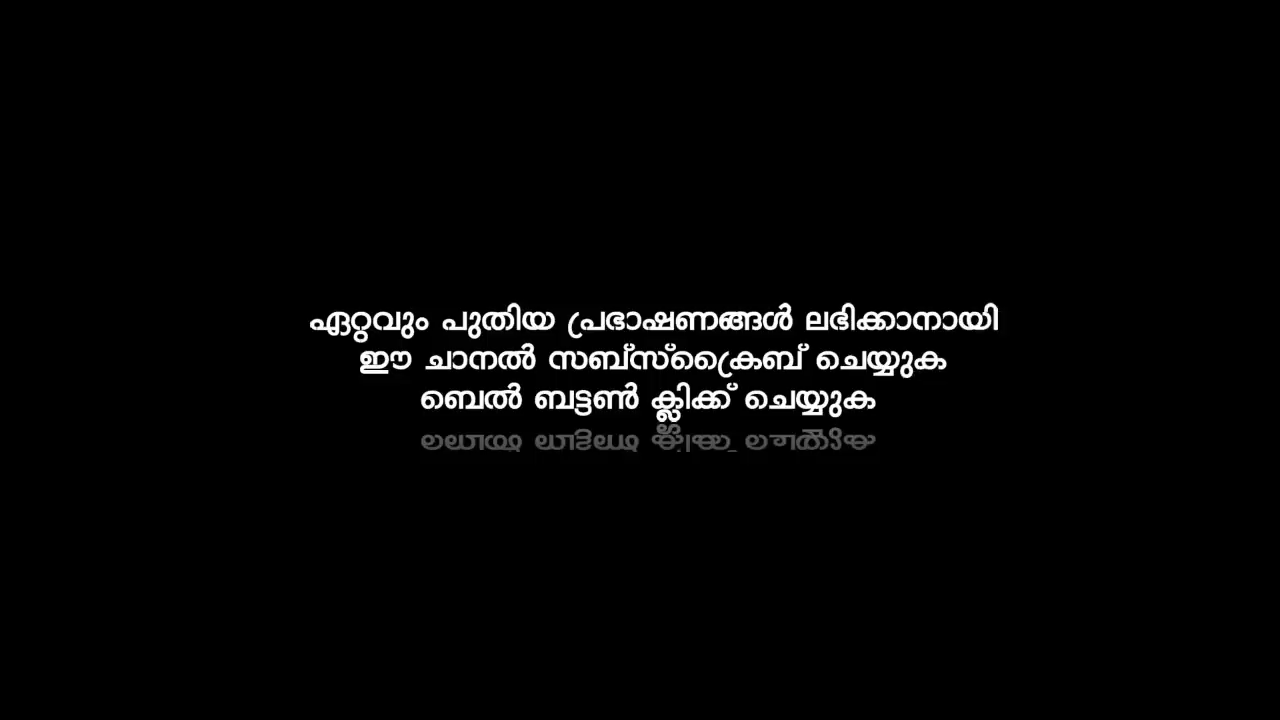 ഏറ്റവും പുതിയ പ്രഭാഷണങ്ങൾ ലഭിക്കാനായി
ഈ ചാനൽ സബ്സ്ക്രൈബ് ചെയ്യുക
ബെൽ ബട്ടൺ ക്ലിക്ക് ചെയ്യുക